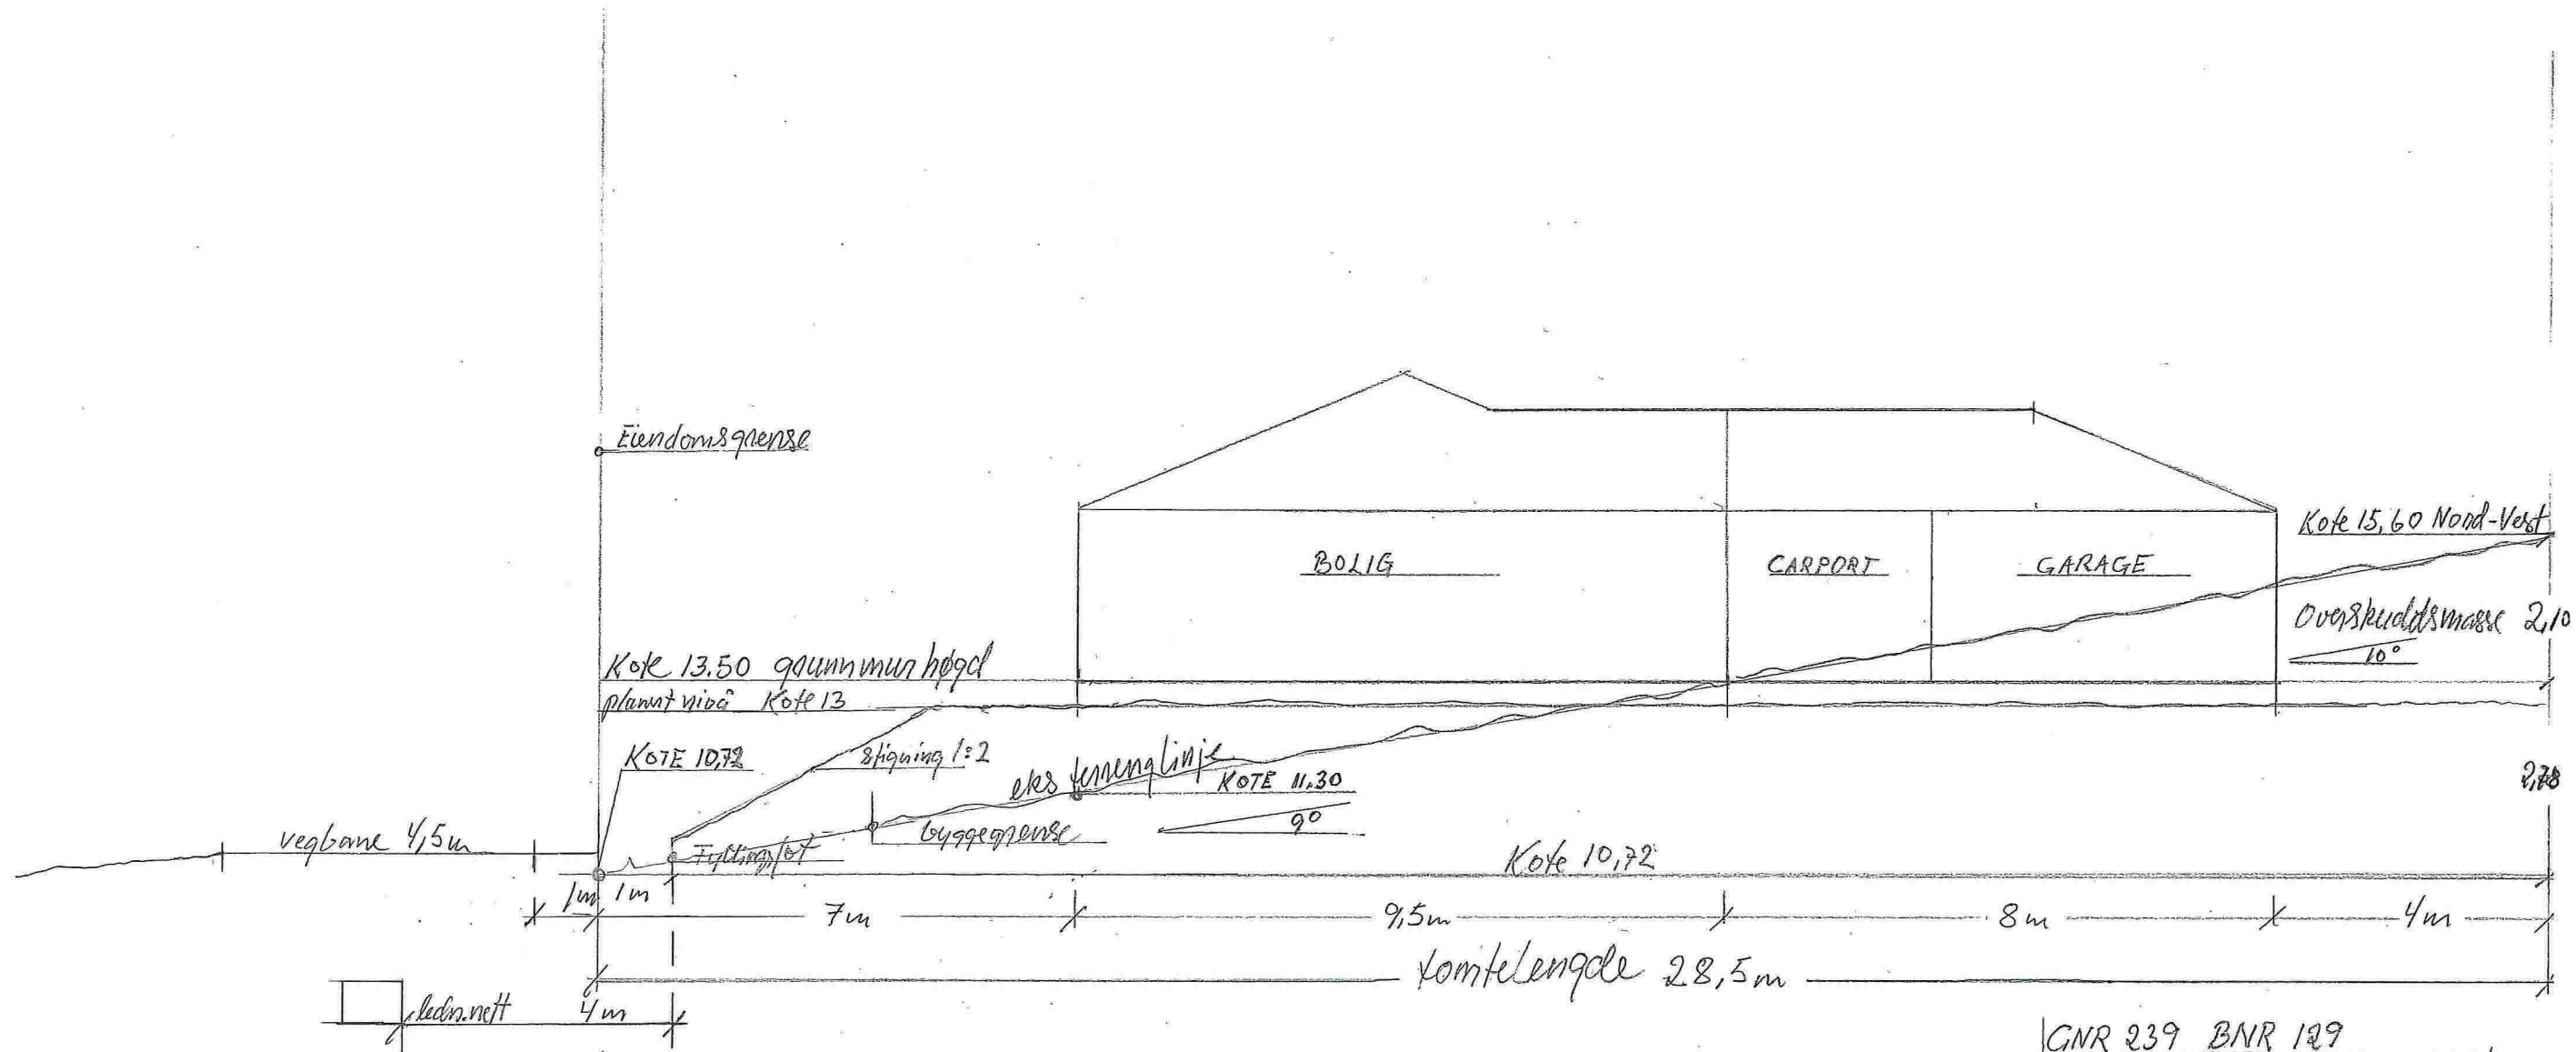 Eiendomsgrense
Kote 15,60 Nord-Vest
BOLIG
CARPORT
GARAGE
Overskuddsmasse 2,10
10°
Kote 13.50 grunnmur høgd
planert nivå Kote 13
KOTE 10,72
Stigning 1:2
eks terrenglinje
KOTE 11.30
2,78
9°
byggegrense
vegbane 4,5m
Fyllingsfot
Kote 10,72
1m 1m
7m
9,5m
8m
4m
tomtelengde 28,5m
ledn.nett
4m
GNR 239 BNR 129